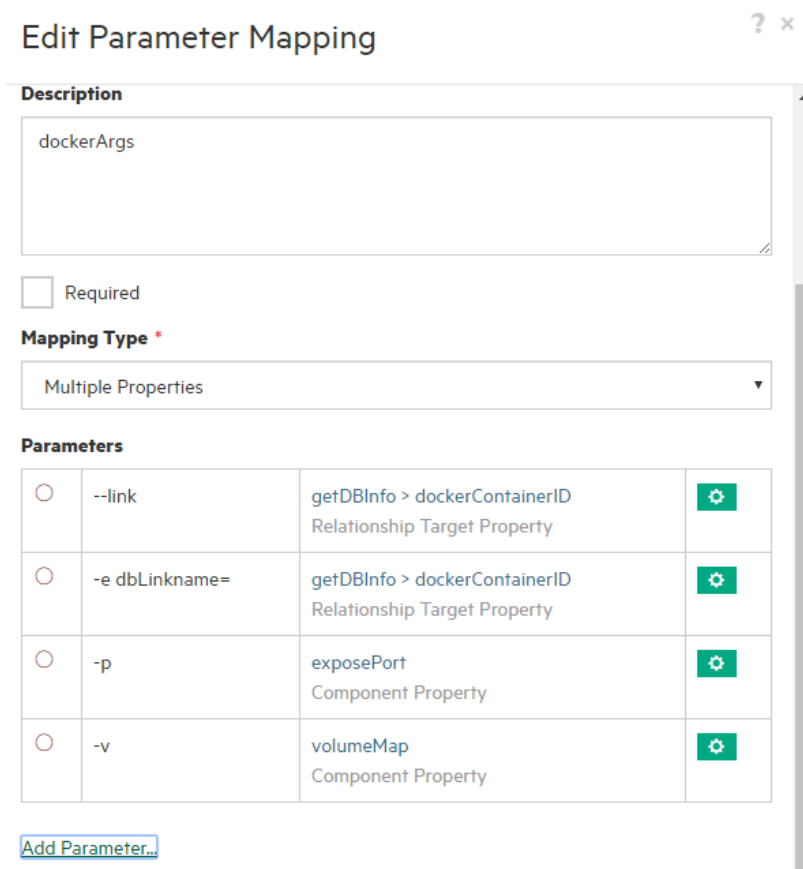 Edit Parameter Mapping
? ×
Description
dockerArgs
Required
Mapping Type *
Multiple Properties
Parameters
--link
getDBInfo > dockerContainerID
Relationship Target Property
-e dbLinkname=
getDBInfo > dockerContainerID
Relationship Target Property
-p
exposePort
Component Property
-v
volumeMap
Component Property
Add Parameter...